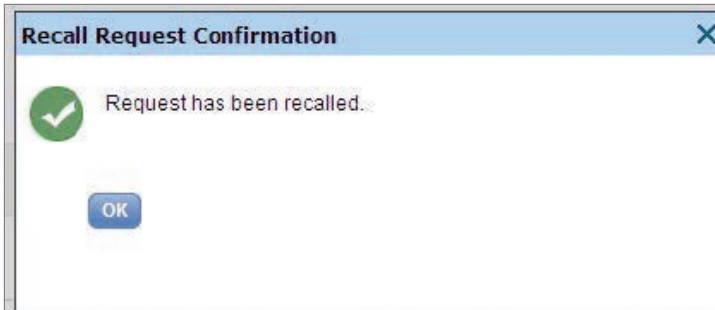 Recall Request Confirmation
Request has been recalled.
OK